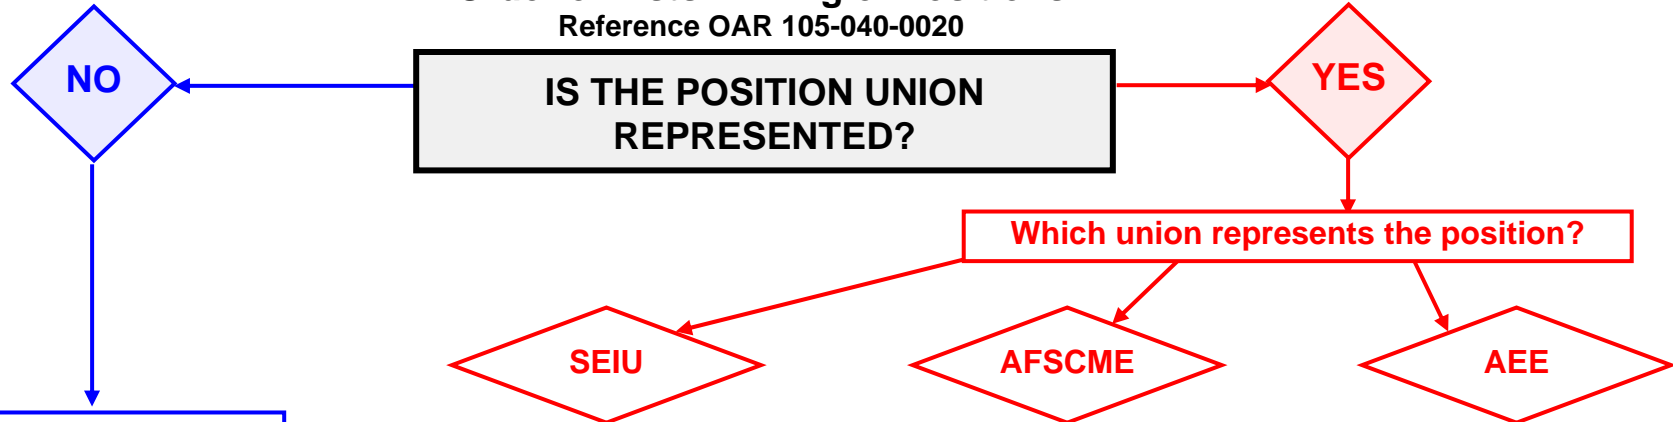 Reference OAR 105-040-0020
NO
IS THE POSITION UNION
REPRESENTED?
YES
Which union represents the position?
SEIU
AFSCME
AEE